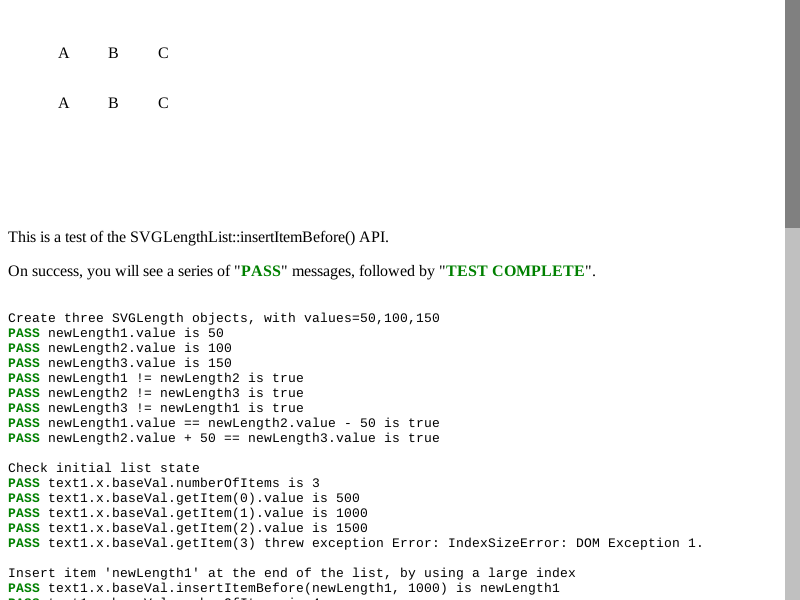 A B C
A B C
This is a test of the SVGLengthList::insertItemBefore() API.
On success, you will see a series of "PASS" messages, followed by "TEST COMPLETE".
Create three SVGLength objects, with values=50,100,150
PASS newLength1.value is 50
PASS newLength2.value is 100
PASS newLength3.value is 150
PASS newLength1 != newLength2 is true
PASS newLength2 != newLength3 is true
PASS newLength3 != newLength1 is true
PASS newLength1.value == newLength2.value - 50 is true
PASS newLength2.value + 50 == newLength3.value is true
Check initial list state
PASS text1.x.baseVal.numberOfItems is 3
PASS text1.x.baseVal.getItem(0).value is 500
PASS text1.x.baseVal.getItem(1).value is 1000
PASS text1.x.baseVal.getItem(2).value is 1500
PASS text1.x.baseVal.getItem(3) threw exception Error: IndexSizeError: DOM Exception 1.
Insert item 'newLength1' at the end of the list, by using a large index
PASS text1.x.baseVal.insertItemBefore(newLength1, 1000) is newLength1